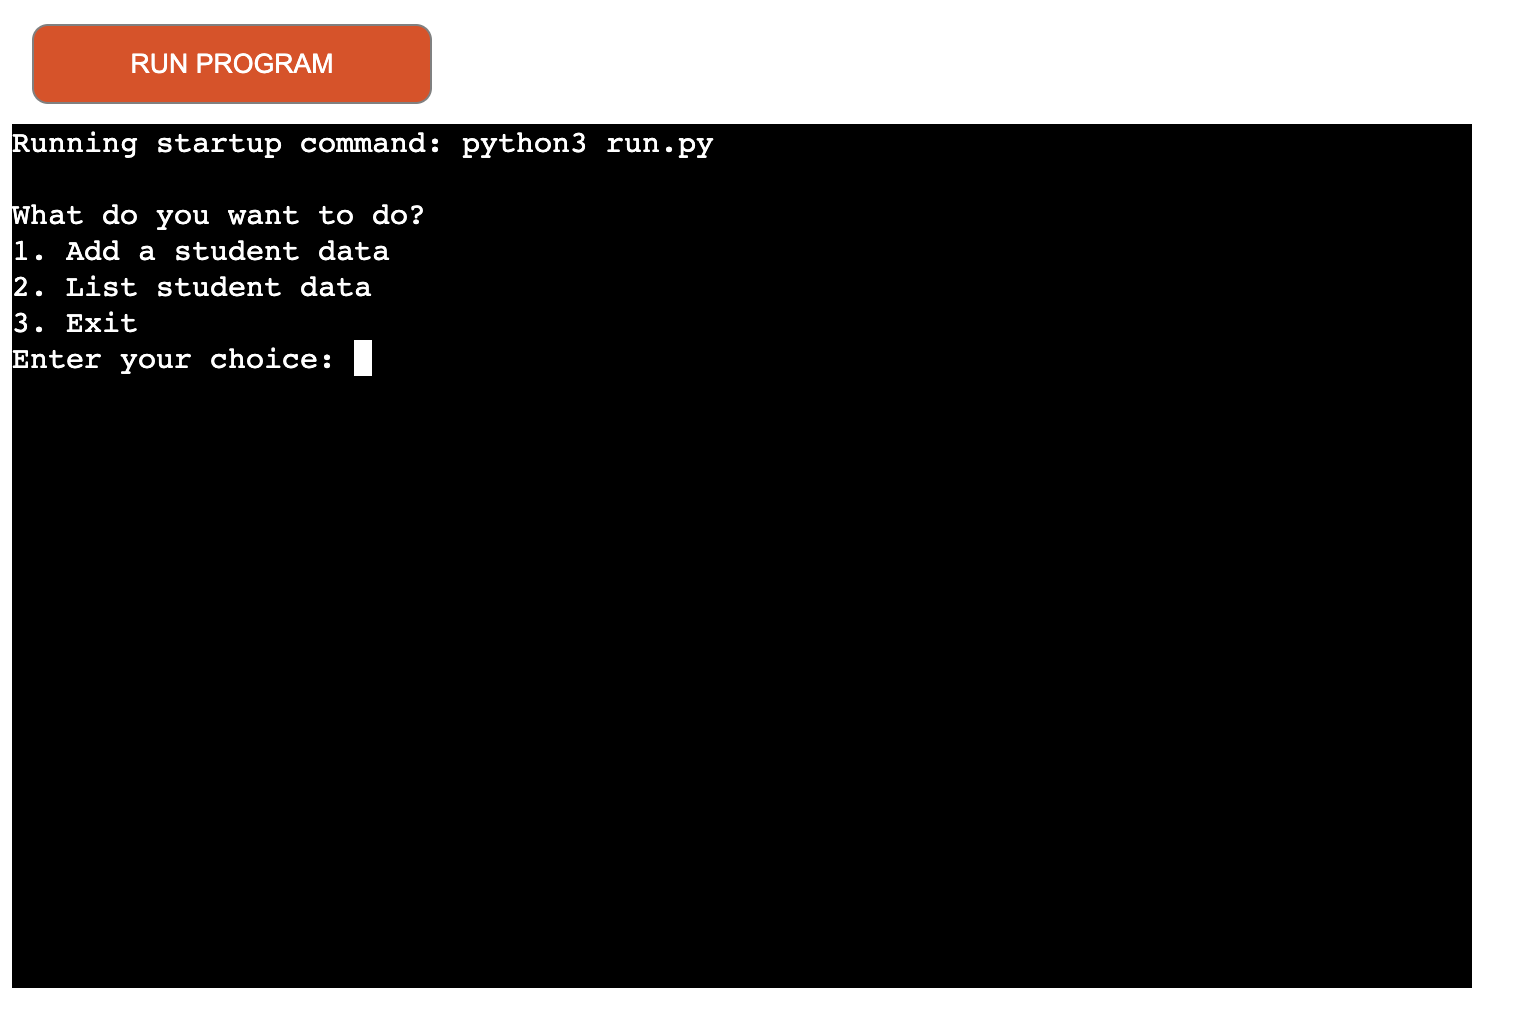 RUN PROGRAM
Running startup command: python3 run.py
What do you want to do?
1. Add a student data
2. List student data
3. Exit
Enter your choice: